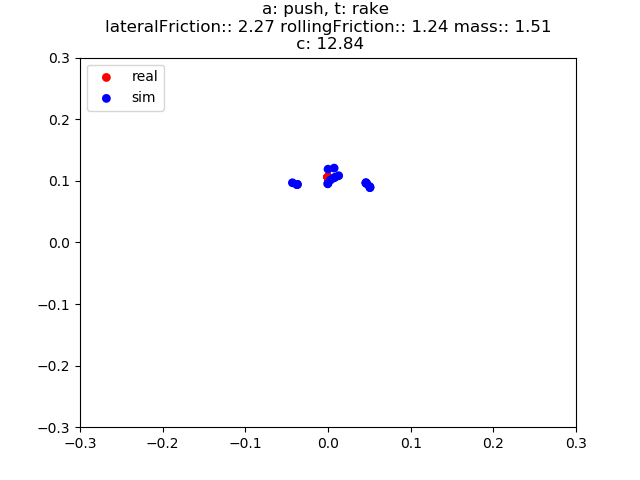 a: push, t: rake
lateralFriction:: 2.27 rollingFriction:: 1.24 mass:: 1.51
c: 12.84
real
sim
0.3
0.2
0.1
0.0
−0.1
−0.2
−0.3
−0.3
−0.2
−0.1
0.0
0.1
0.2
0.3